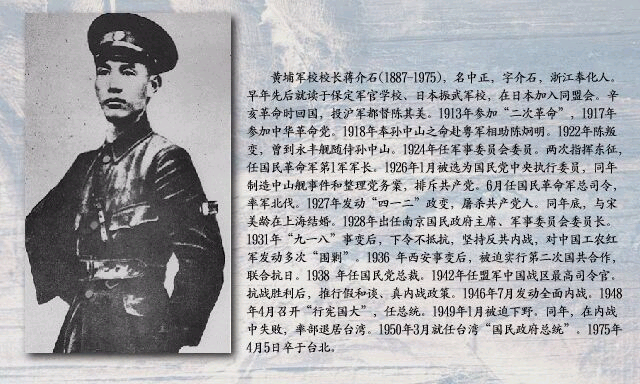 黄埔军校校长蒋介石(1887-1975)，名中正，字介石，浙江奉化人。
早年先后就读于保定军官学校、日本振武军校，在日本加入同盟会。辛
亥革命时回国，投沪军都督陈其美。1913年参加“二次革命”，1917年
参加中华革命党。1918年奉孙中山之命赴粤军相助陈炯明。1922年陈叛
变，曾到永丰舰随侍孙中山。1924年任军事委员会委员。两次指挥东征，
任国民革命军第1军军长。1926年1月被选为国民党中央执行委员，同年
制造中山舰事件和整理党务案，排斥共产党。6月任国民革命军总司令，
率军北伐。1927年发动“四一二”政变，屠杀共产党人。同年底，与宋
美龄在上海结婚。1928年出任南京国民政府主席、军事委员会委员长。
1931年“九一八”事变后，下令不抵抗，坚持反共内战，对中国工农红
军发动多次“围剿”。1936 年西安事变后，被迫实行第二次国共合作，
联合抗日。1938 年任国民党总裁。1942年任盟军中国战区最高司令官。
抗战胜利后，推行假和谈、真内战政策。1946年7月发动全面内战。1948
年4月召开“行宪国大”，任总统。1949年1月被迫下野。同年，在内战
中失败，率部退居台湾。1950年3月就任台湾“国民政府总统”。1975年
4月5日卒于台北。